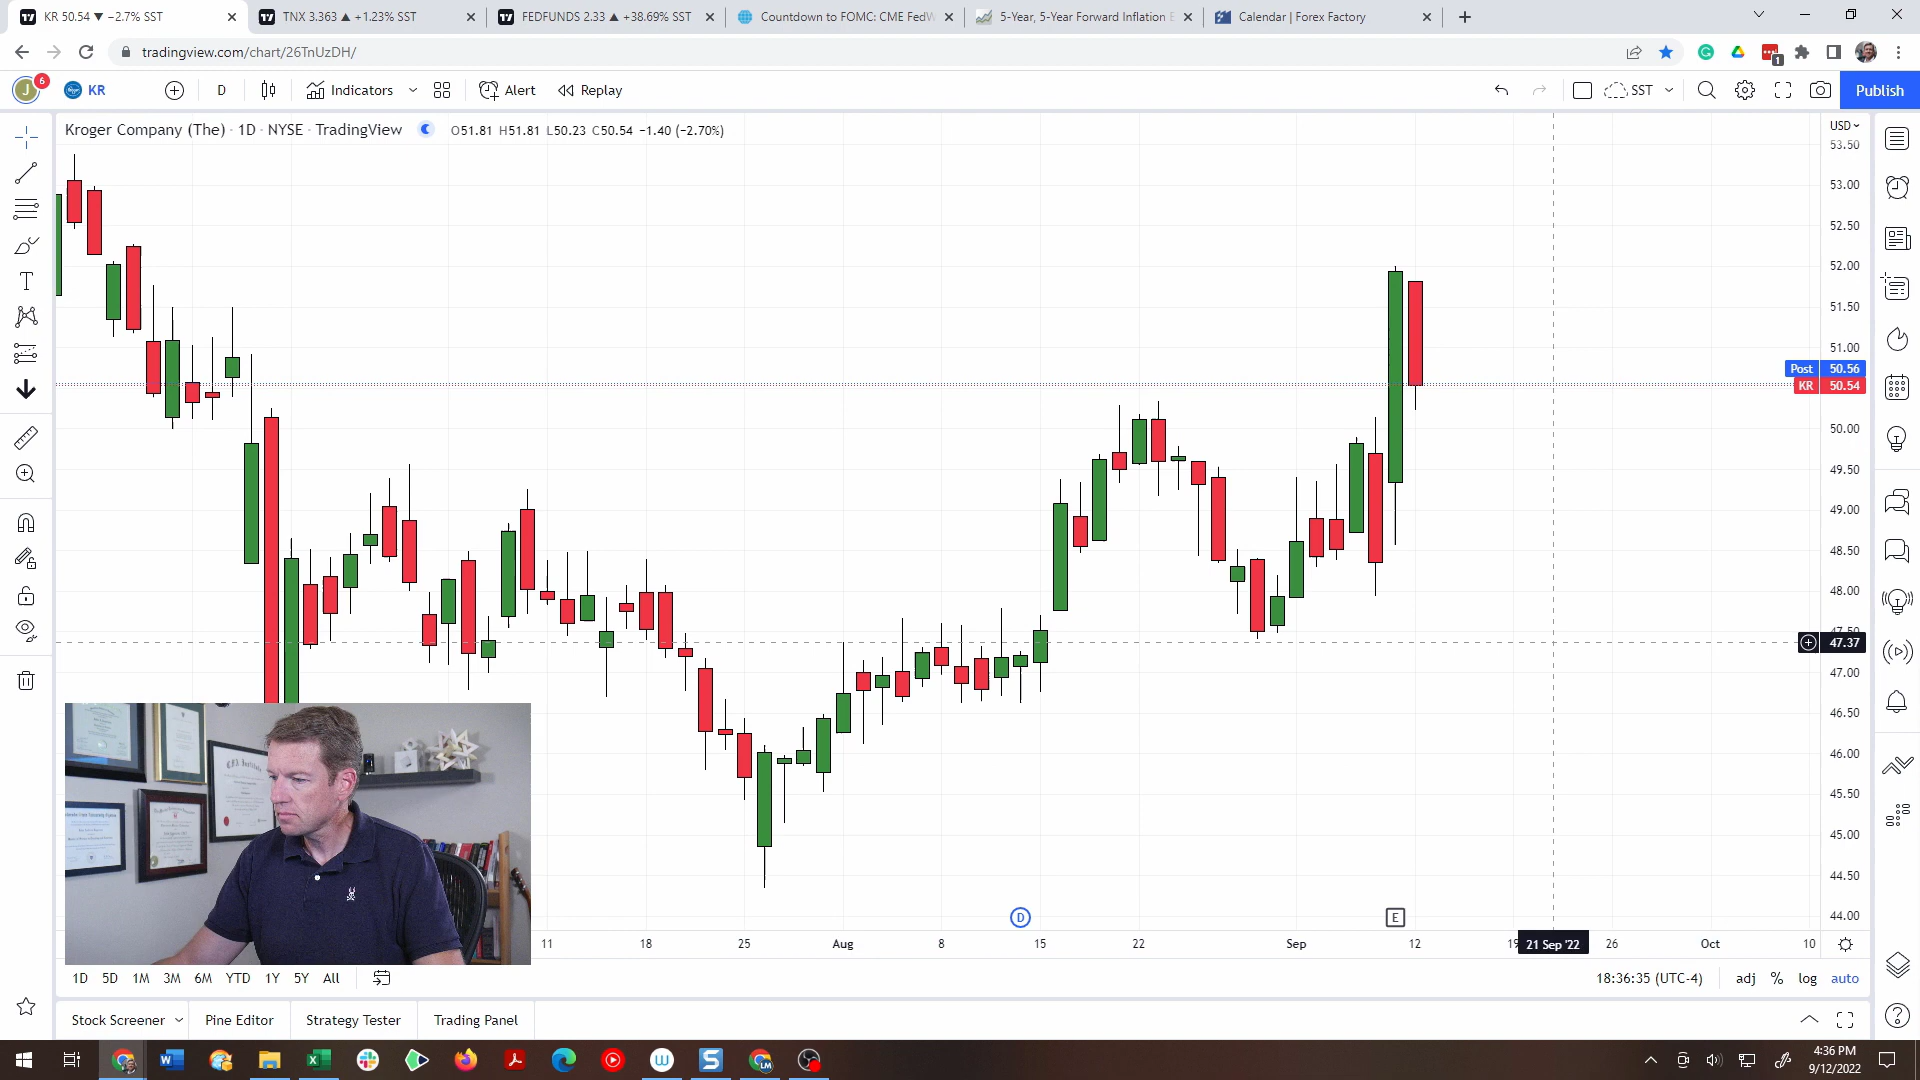 KR 50.54 ▼ −2.7% SST
TNX 3.363 ▲ +1.23% SST
FEDFUNDS 2.33 ▲ +38.69% SST
Countdown to FOMC: CME FedW
5-Year, 5-Year Forward Inflation E
Calendar | Forex Factory
tradingview.com/chart/26TnUzDH/
1
J
6
KR
D
Indicators
Alert
Replay
SST
Publish
Kroger Company (The) · 1D · NYSE · TradingView
O51.81 H51.81 L50.23 C50.54 −1.40 (−2.70%)
USD
53.50
53.00
52.50
52.00
51.50
51.00
Post 50.56
KR 50.54
50.00
49.50
49.00
48.50
48.00
47.50
47.37
47.00
46.50
46.00
45.50
45.00
44.50
44.00
D
E
11 18 25 Aug 8 15 22 Sep 12 19 21 Sep '22 26 Oct 10
1D 5D 1M 3M 6M YTD 1Y 5Y All
18:36:35 (UTC-4)
adj % log auto
Stock Screener
Pine Editor
Strategy Tester
Trading Panel
4:36 PM
9/12/2022